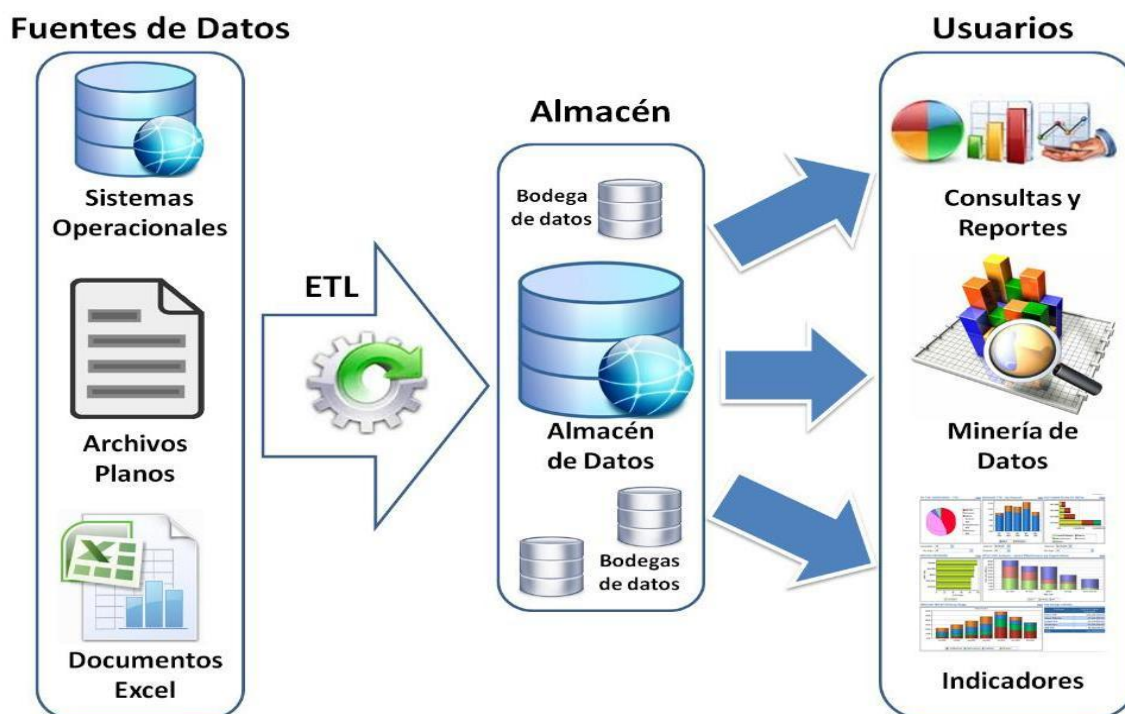 Fuentes de Datos
Sistemas
Operacionales
Archivos
Planos
Documentos
Excel
ETL
Almacén
Bodega
de datos
Almacén
de Datos
Bodegas
de datos
Usuarios
Consultas y
Reportes
Minería de
Datos
Indicadores